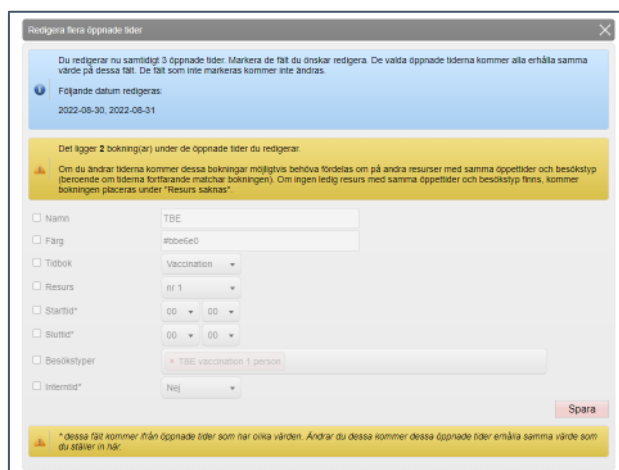 Redigera flera öppnade tider
Du redigerar nu samtidigt 3 öppnade tider. Markera de fält du önskar redigera. De valda öppnade tiderna kommer alla erhålla samma
värde på dessa fält. De fält som inte markeras kommer inte ändras.
Följande datum redigeras:
2022-08-30, 2022-08-31
Det ligger 2 bokning(ar) under de öppnade tider du redigerar.
Om du ändrar tiderna kommer dessa bokningar möjligtvis behöva fördelas om på andra resurser med samma öppettider och besökstyp
(beroende om tiderna fortfarande matchar bokningen). Om ingen ledig resurs med samma öppettider och besökstyp finns, kommer
bokningen placeras under "Resurs saknas".
Namn TBE
Färg #bbe6e0
Tidbok Vaccination
Resurs nr 1
Starttid* 00 00
Sluttid* 00 00
Besökstyper × TBE vaccination 1 person
Interntid* Nej
Spara
* dessa fält kommer ifrån öppnade tider som har olika värden. Ändrar du dessa kommer dessa öppnade tider erhålla samma värde som
du ställer in här.